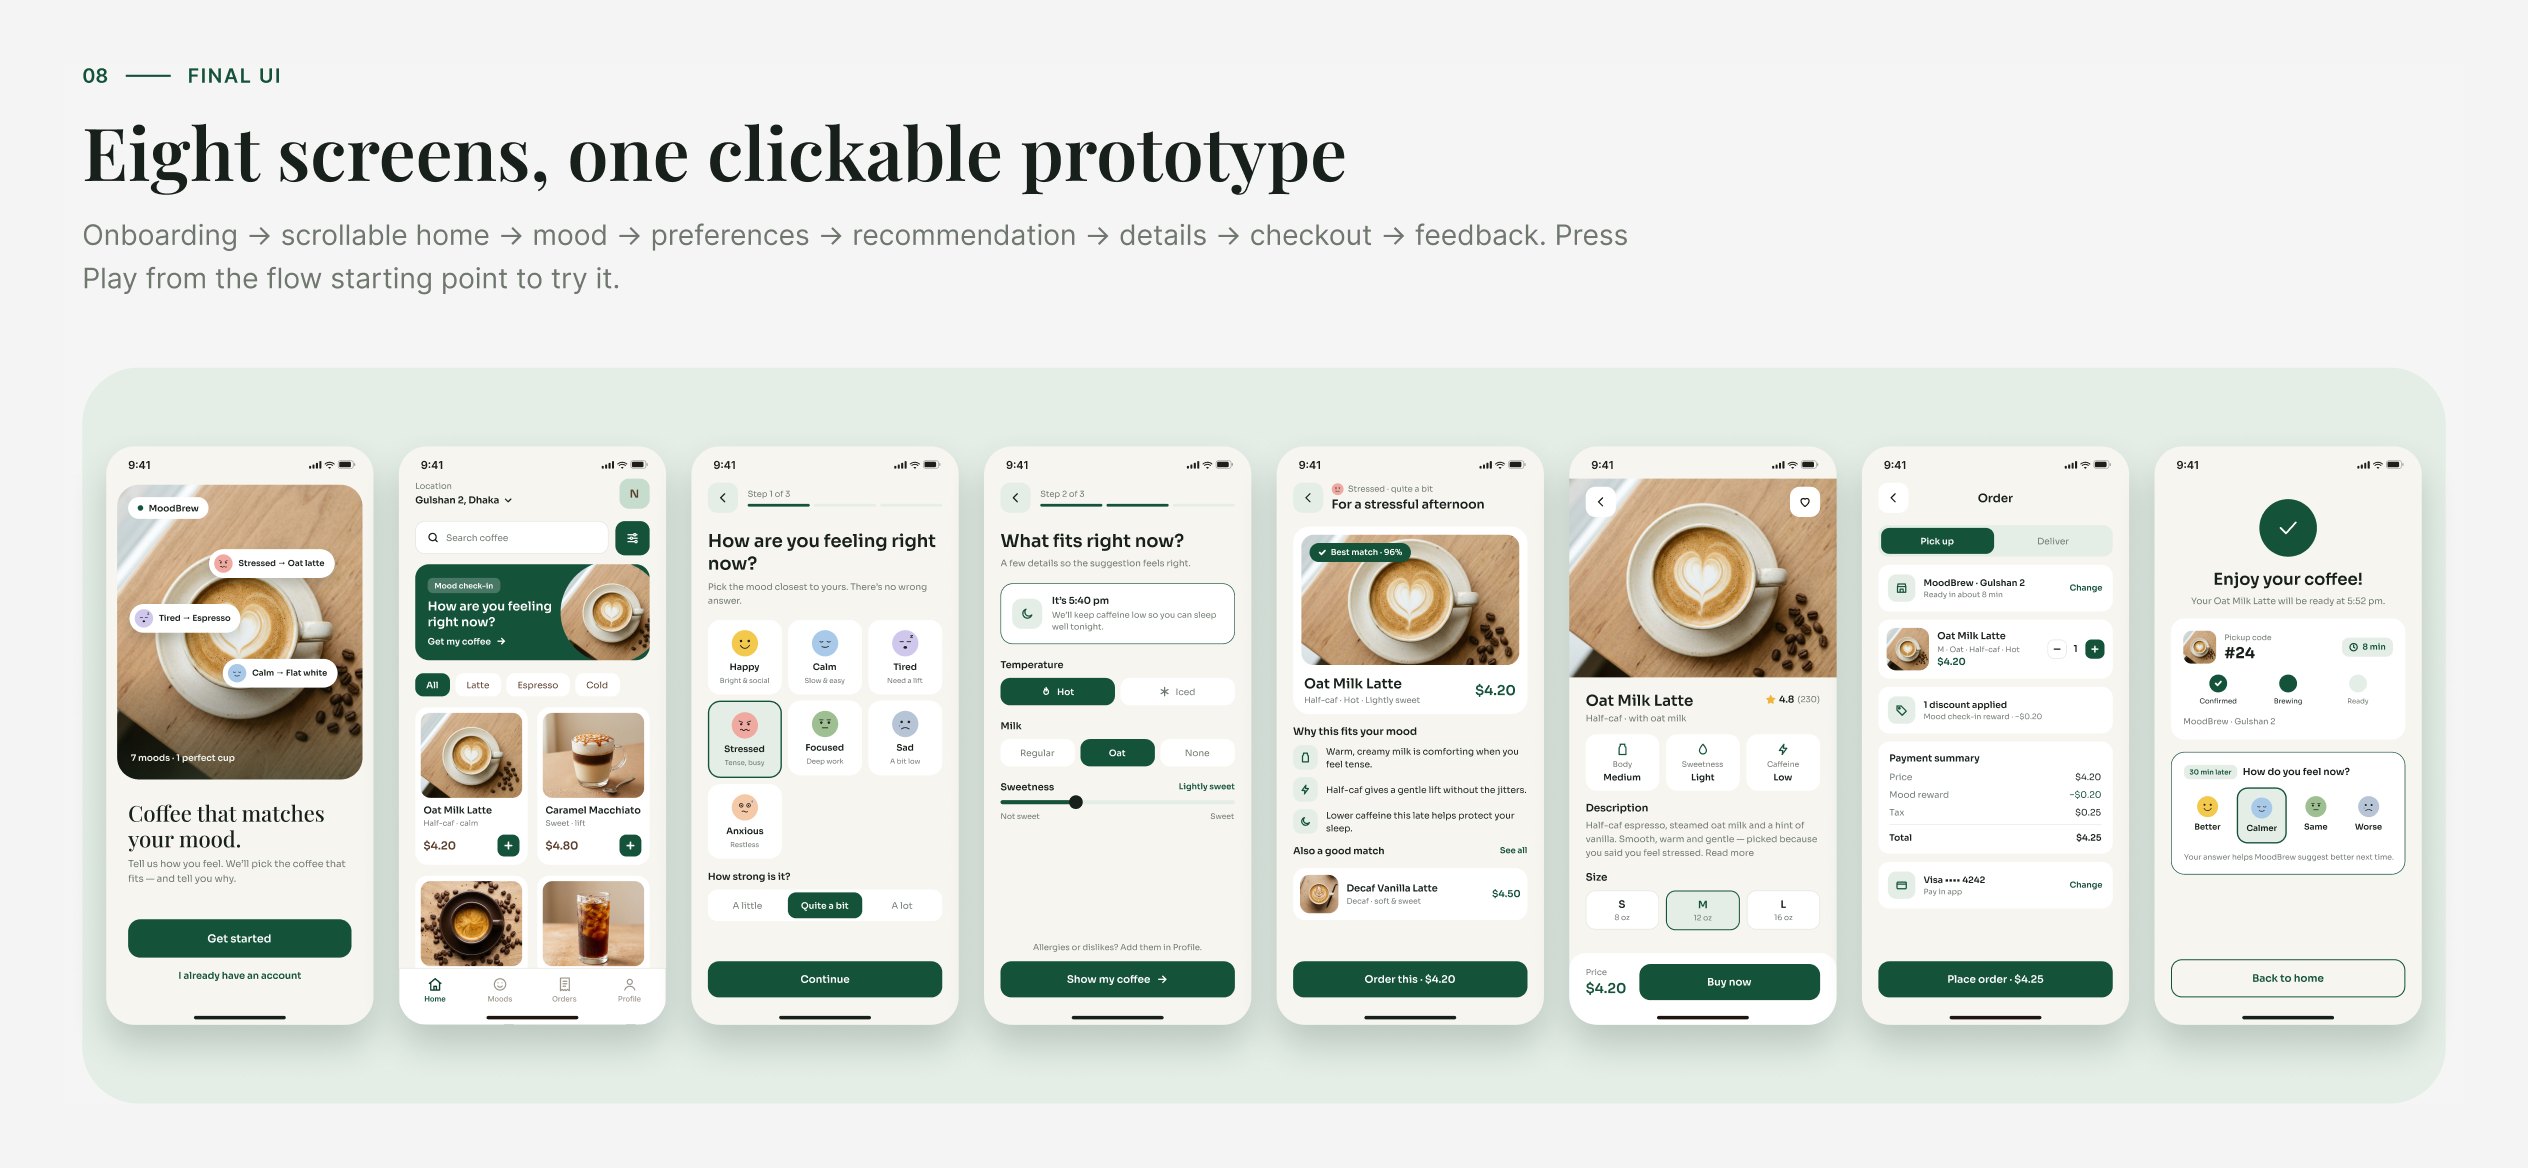 08 FINAL UI
Eight screens, one clickable prototype
Onboarding → scrollable home → mood → preferences → recommendation → details → checkout → feedback. Press
Play from the flow starting point to try it.
9:41
MoodBrew
Stressed → Oat latte
Tired → Espresso
Calm → Flat white
7 moods · 1 perfect cup
Coffee that matches
your mood.
Tell us how you feel. We'll pick the coffee that
fits — and tell you why.
Get started
I already have an account
9:41
Location
Gulshan 2, Dhaka
N
Search coffee
Mood check-in
How are you feeling
right now?
Get my coffee →
All Latte Espresso Cold
Oat Milk Latte
Half-caf · calm
$4.20 +
Caramel Macchiato
Sweet · lift
$4.80 +
Home Moods Orders Profile
9:41
Step 1 of 3
How are you feeling right
now?
Pick the mood closest to yours. There's no wrong
answer.
Happy
Bright & social
Calm
Slow & easy
Tired
Need a lift
Stressed
Tense, busy
Focused
Deep work
Sad
A bit low
Anxious
Restless
How strong is it?
A little Quite a bit A lot
Continue
9:41
Step 2 of 3
What fits right now?
A few details so the suggestion feels right.
It's 5:40 pm
We'll keep caffeine low so you can sleep
well tonight.
Temperature
Hot Iced
Milk
Regular Oat None
Sweetness Lightly sweet
Not sweet Sweet
Allergies or dislikes? Add them in Profile.
Show my coffee →
9:41
Stressed · quite a bit
For a stressful afternoon
Best match · 96%
Oat Milk Latte
Half-caf · Hot · Lightly sweet
$4.20
Why this fits your mood
Warm, creamy milk is comforting when you
feel tense.
Half-caf gives a gentle lift without the jitters.
Lower caffeine this late helps protect your
sleep.
Also a good match See all
Decaf Vanilla Latte
Decaf · soft & sweet
$4.50
Order this · $4.20
9:41
Oat Milk Latte
4.8 (230)
Half-caf · with oat milk
Body
Medium
Sweetness
Light
Caffeine
Low
Description
Half-caf espresso, steamed oat milk and a hint of
vanilla. Smooth, warm and gentle — picked because
you said you feel stressed. Read more
Size
S
8 oz
M
12 oz
L
16 oz
Price
$4.20
Buy now
9:41
Order
Pick up Deliver
MoodBrew · Gulshan 2
Ready in about 8 min
Change
Oat Milk Latte
M · Oat · Half-caf · Hot
$4.20
− 1 +
1 discount applied
Mood check-in reward · −$0.20
Payment summary
Price $4.20
Mood reward −$0.20
Tax $0.25
Total $4.25
Visa •••• 4242
Pay in app
Change
Place order · $4.25
9:41
Enjoy your coffee!
Your Oat Milk Latte will be ready at 5:52 pm.
Pickup code
#24
8 min
Confirmed Brewing Ready
MoodBrew · Gulshan 2
30 min later How do you feel now?
Better Calmer Same Worse
Your answer helps MoodBrew suggest better next time.
Back to home